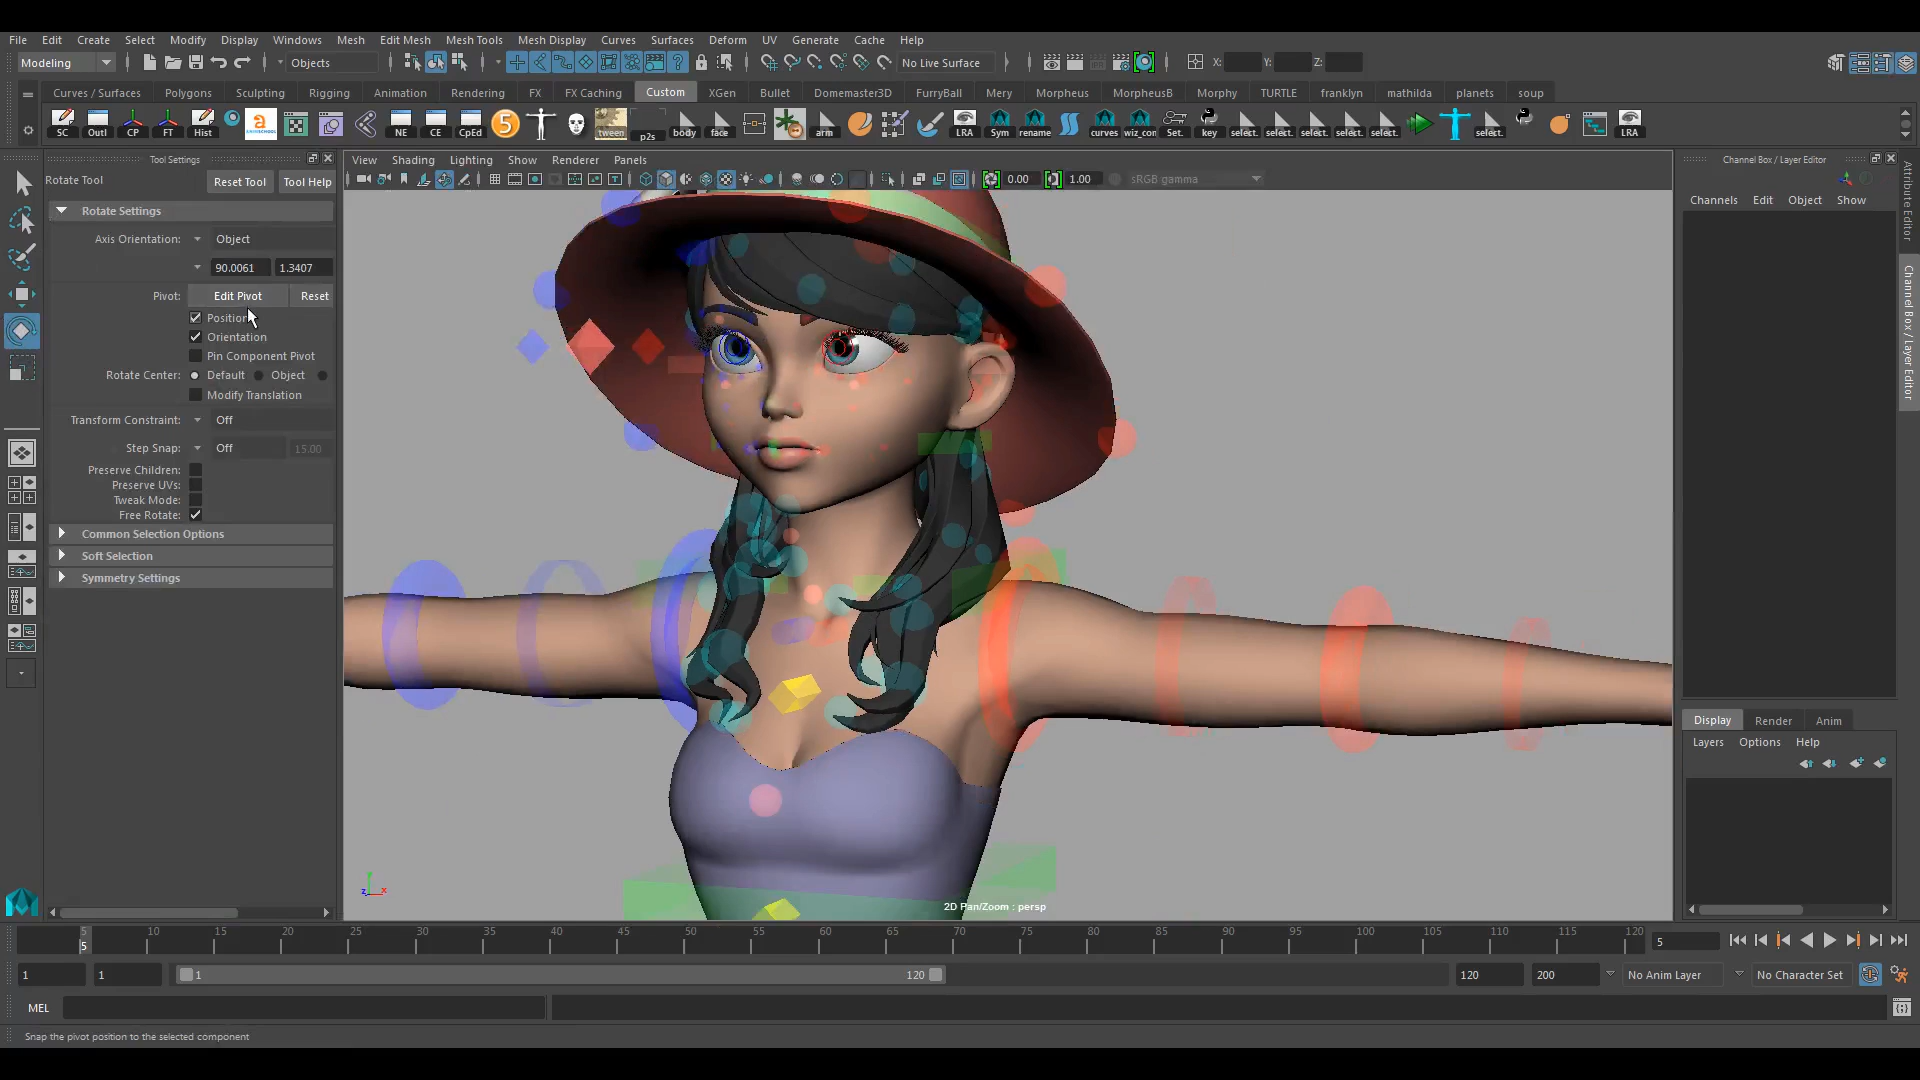 File Edit Create Select Modify Display Windows Mesh Edit Mesh Mesh Tools Mesh Display Curves Surfaces Deform UV Generate Cache Help
Modeling Objects No Live Surface X: Y: Z:
Curves / Surfaces Polygons Sculpting Rigging Animation Rendering FX FX Caching Custom XGen Bullet Domemaster3D FurryBall Mery Morpheus MorpheusB Morphy TURTLE franklyn mathilda planets soup
SC Outl CP FT Hist NE CE CpEd 5 tween p2s body face arm LRA Sym rename curves wiz_con Set. key select. select. select. select. select. select. LRA
Tool Settings
Rotate Tool Reset Tool Tool Help
Rotate Settings
Axis Orientation: Object
90.0061 1.3407
Pivot: Edit Pivot Reset
Position
Orientation
Pin Component Pivot
Rotate Center: Default Object
Modify Translation
Transform Constraint: Off
Step Snap: Off 15.00
Preserve Children:
Preserve UVs:
Tweak Mode:
Free Rotate:
Common Selection Options
Soft Selection
Symmetry Settings
View Shading Lighting Show Renderer Panels
0.00 1.00 sRGB gamma
y
z x
2D Pan/Zoom : persp
Channel Box / Layer Editor
Channels Edit Object Show
Attribute Editor
Channel Box / Layer Editor
Display Render Anim
Layers Options Help
5 10 15 20 25 30 35 40 45 50 55 60 65 70 75 80 85 90 95 100 105 110 115 120
5 5
1 1 1 120 120 200 No Anim Layer No Character Set
MEL
Snap the pivot position to the selected component